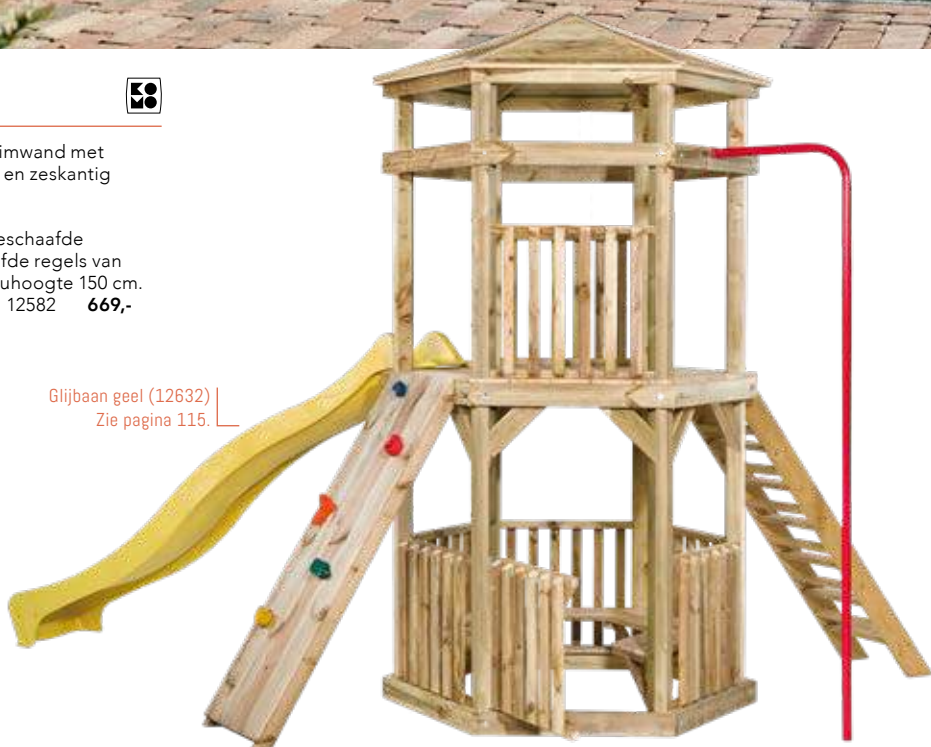 KOMO
imwand met
en zeskantig
eschaafde
fde regels van
uhoogte 150 cm.
12582 669,-
Glijbaan geel (12632)
Zie pagina 115.